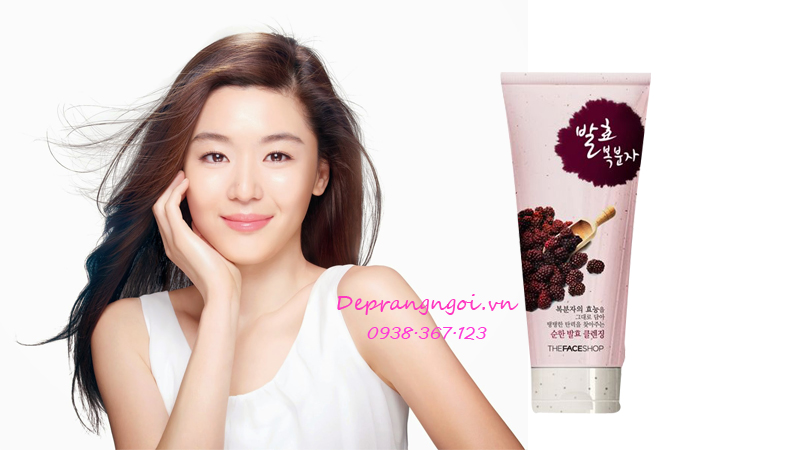 Deprangngoi.vn
0938·367·123
발효
복분자
복분자의 효능을
그대로 담아
탱탱한 탄력을 찾아주는
순한 발효 클렌징
THEFACESHOP